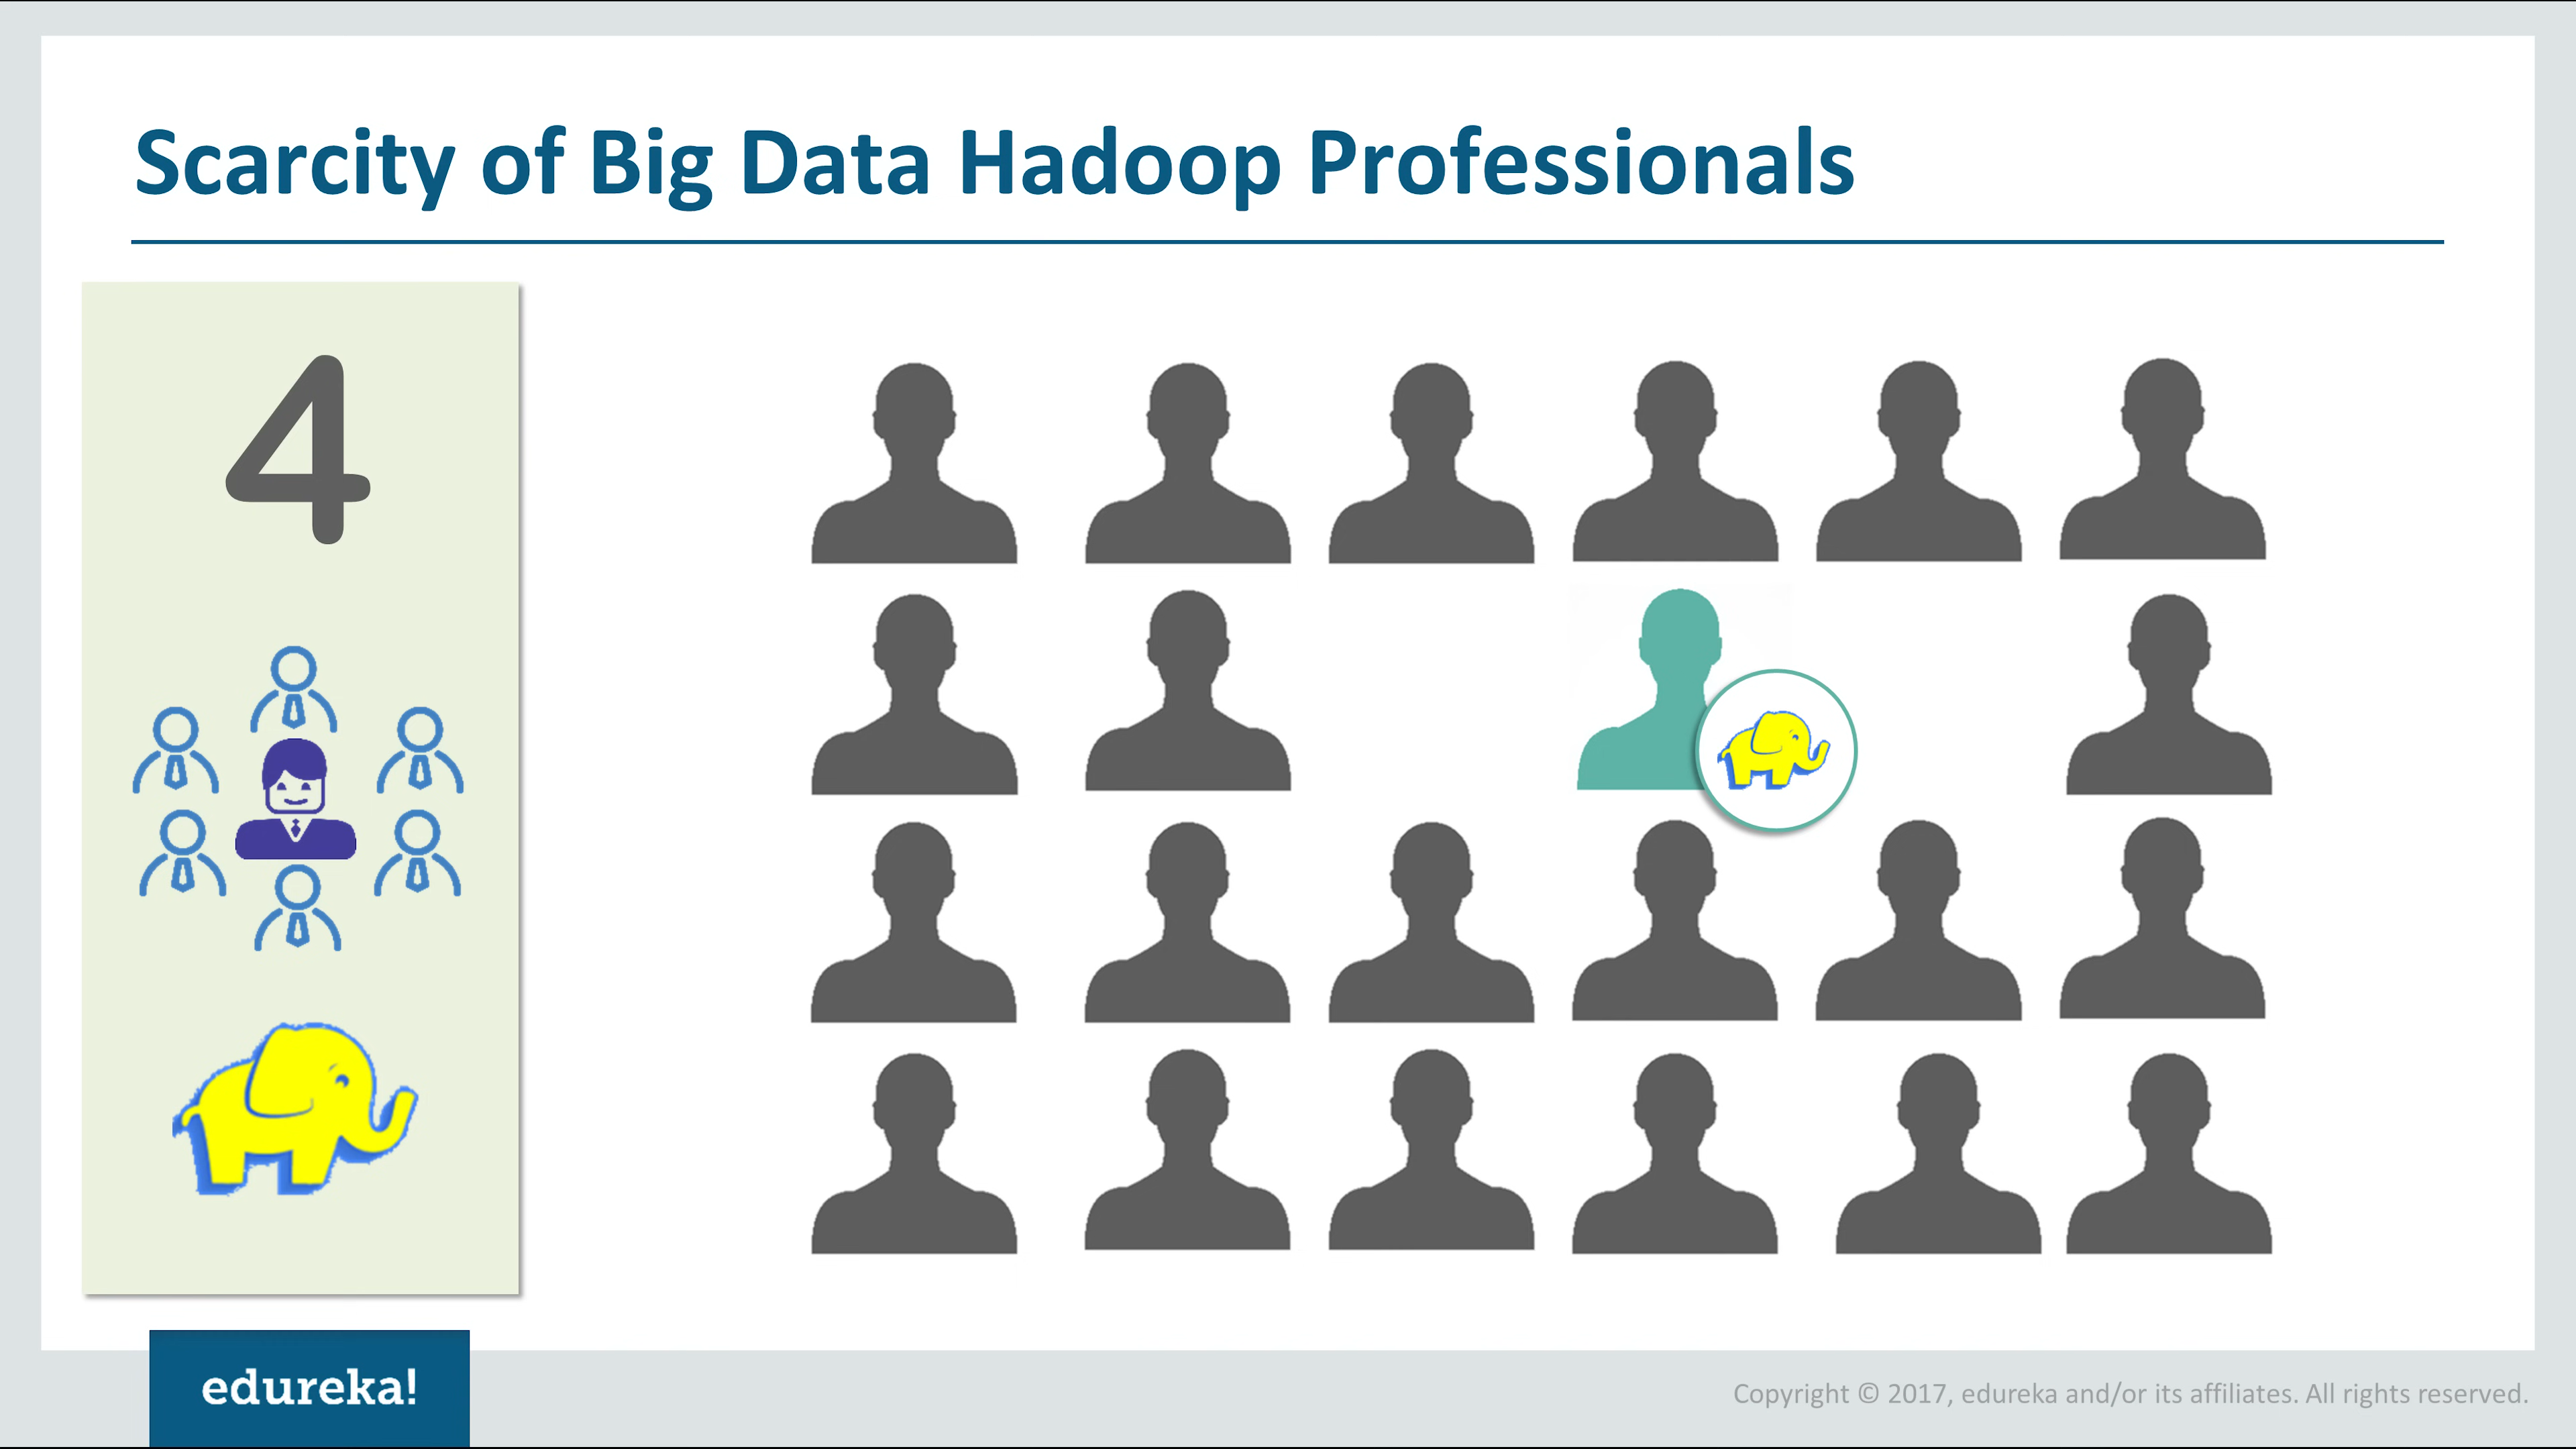 Scarcity of Big Data Hadoop Professionals
4
edureka!
Copyright © 2017, edureka and/or its affiliates. All rights reserved.